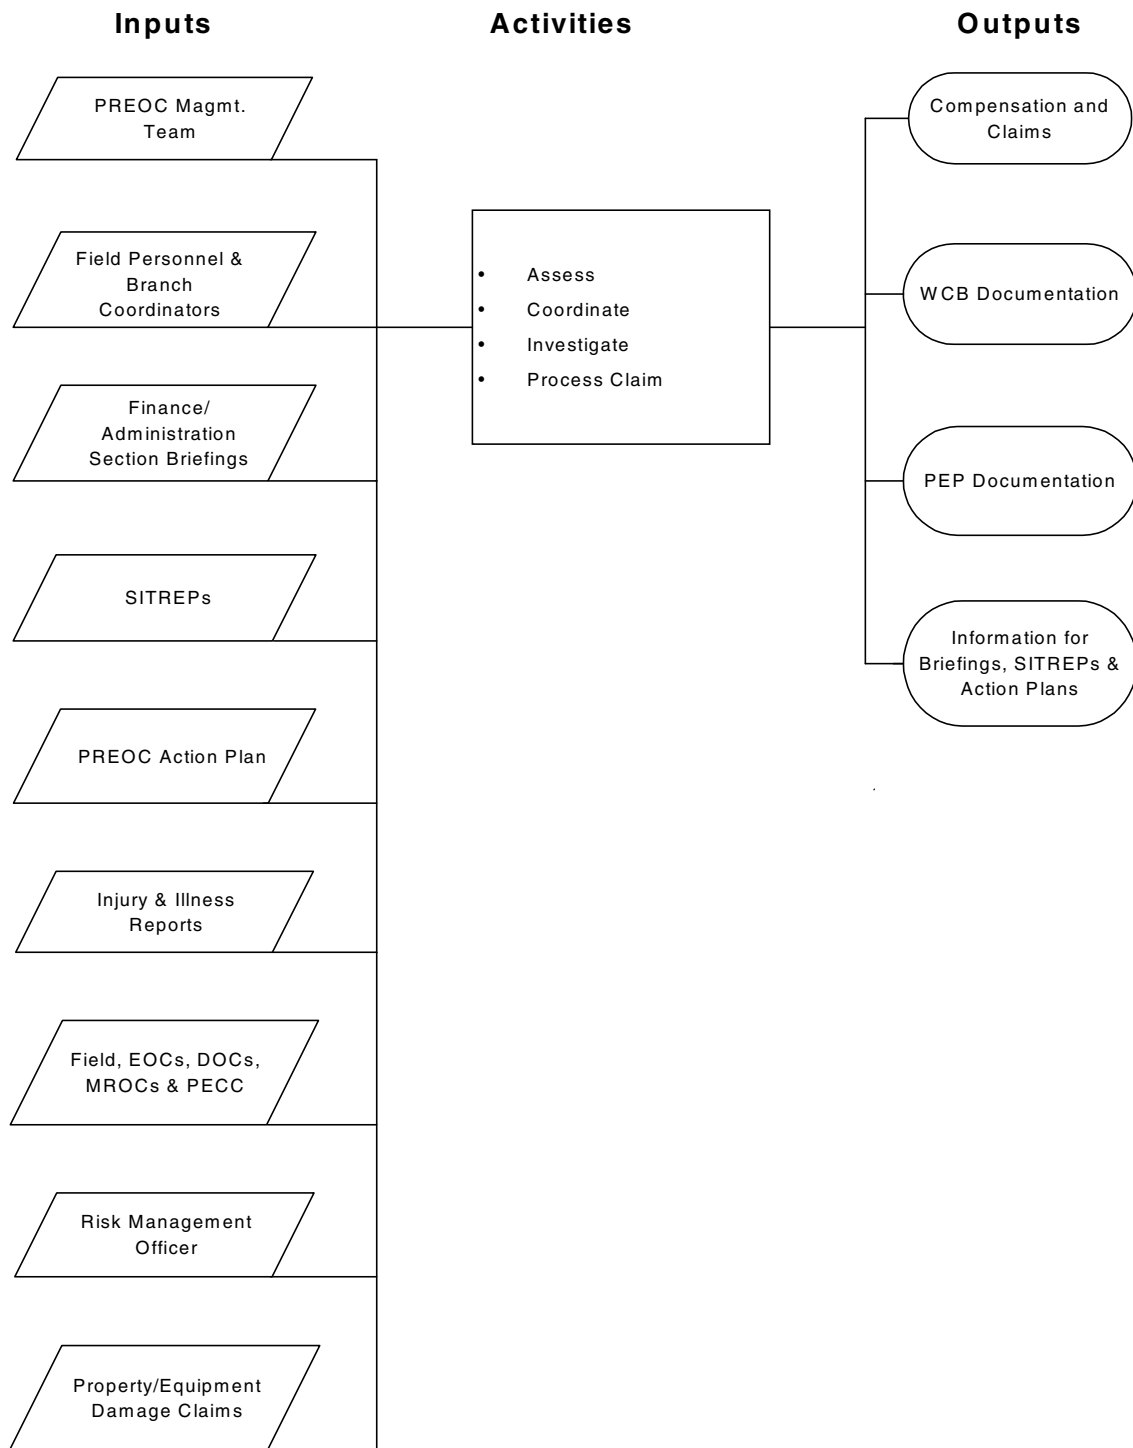 Inputs
Activities
Outputs
PREOC Magmt.
Team
Field Personnel &
Branch
Coordinators
Finance/
Administration
Section Briefings
SITREPs
PREOC Action Plan
Injury & Illness
Reports
Field, EOCs, DOCs,
MROCs & PECC
Risk Management
Officer
Property/Equipment
Damage Claims
• Assess
• Coordinate
• Investigate
• Process Claim
Compensation and
Claims
WCB Documentation
PEP Documentation
Information for
Briefings, SITREPs &
Action Plans